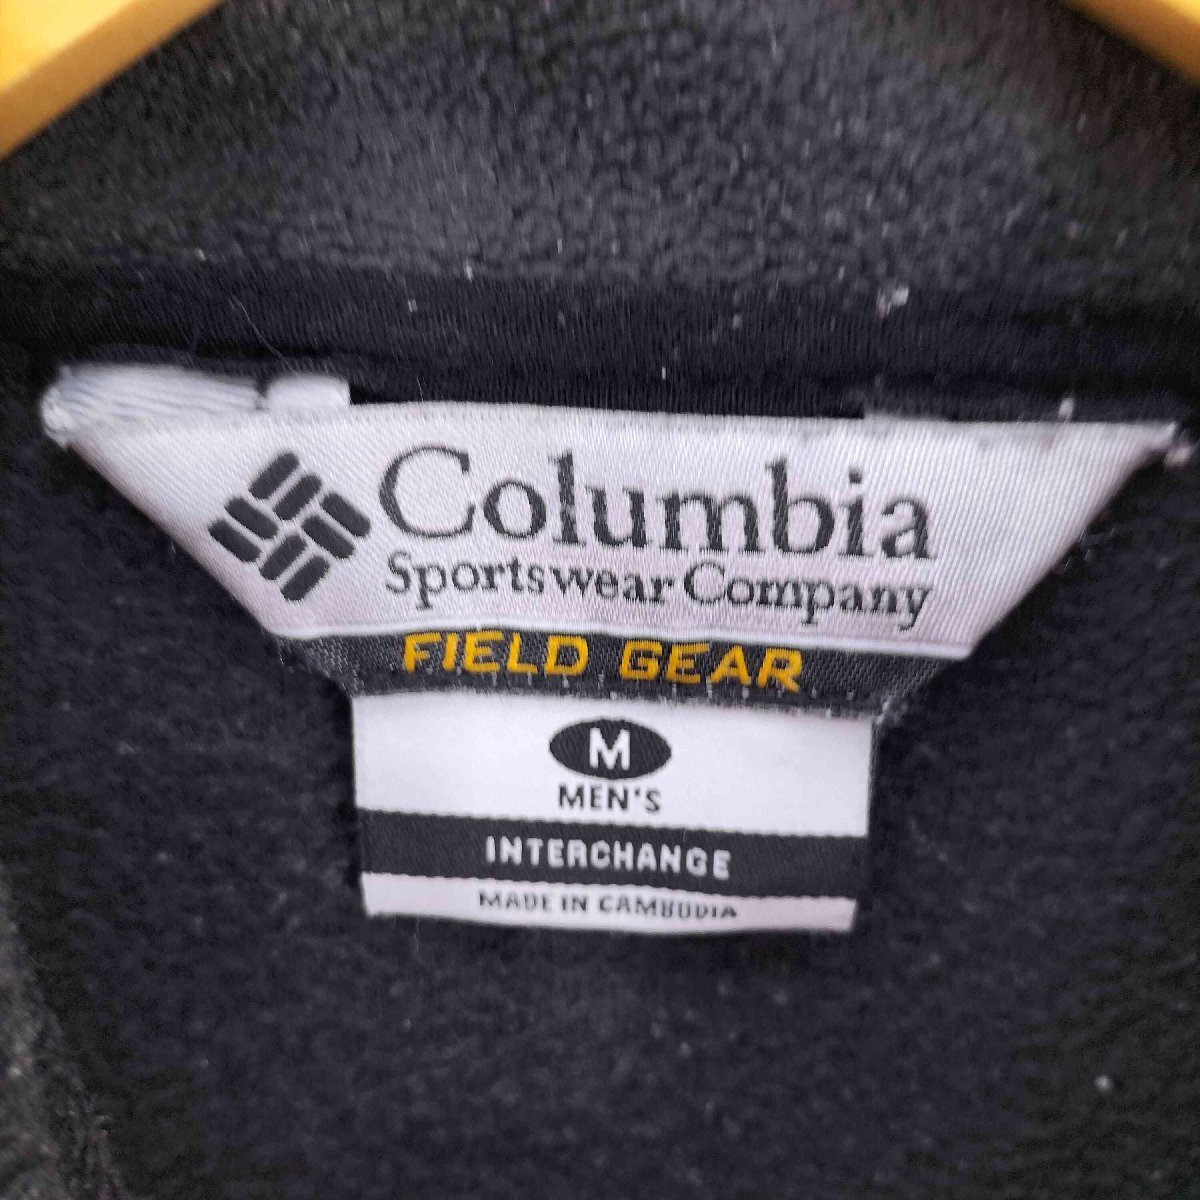 Columbia
Sportswear Company
FIELD GEAR
M
MEN'S
INTERCHANGE
MADE IN CAMBODIA